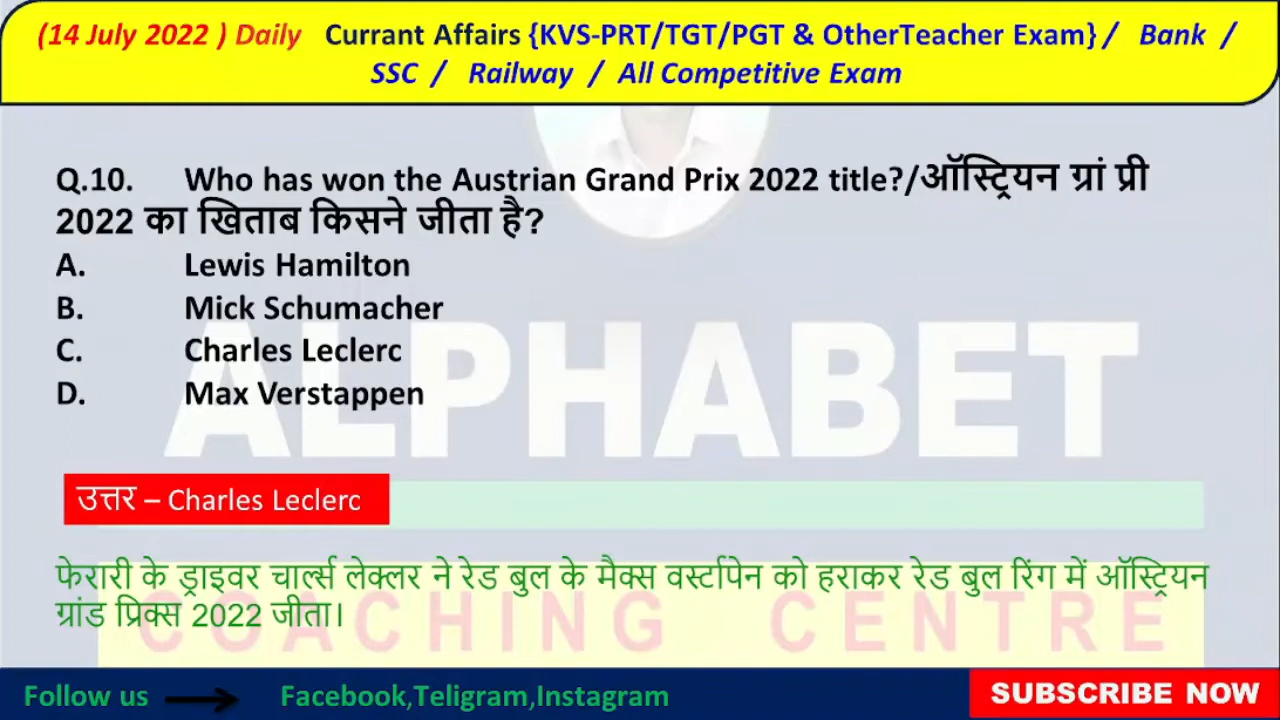 (14 July 2022 ) Daily Currant Affairs {KVS-PRT/TGT/PGT & OtherTeacher Exam} / Bank /
SSC / Railway / All Competitive Exam
Q.10. Who has won the Austrian Grand Prix 2022 title?/ऑस्ट्रियन ग्रां प्री
2022 का खिताब किसने जीता है?
A. Lewis Hamilton
B. Mick Schumacher
C. Charles Leclerc
D. Max Verstappen
ALPHABET
उत्तर – Charles Leclerc
फेरारी के ड्राइवर चार्ल्स लेक्लर ने रेड बुल के मैक्स वर्स्टापेन को हराकर रेड बुल रिंग में ऑस्ट्रियन
ग्रांड प्रिक्स 2022 जीता।
COACHING CENTRE
Follow us Facebook,Teligram,Instagram
SUBSCRIBE NOW